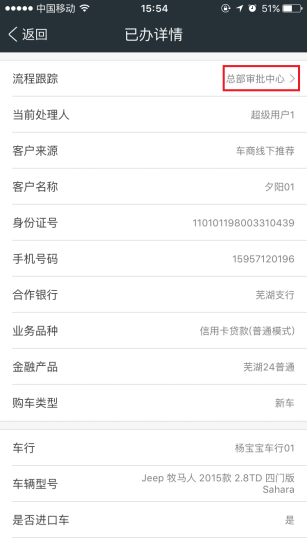 中国移动 15:54 51%
返回 已办详情
流程跟踪 总部审批中心
当前处理人 超级用户1
客户来源 车商线下推荐
客户名称 夕阳01
身份证号 110101198003310439
手机号码 15957120196
合作银行 芜湖支行
业务品种 信用卡贷款(普通模式)
金融产品 芜湖24普通
购车类型 新车
车行 杨宝宝车行01
车辆型号 Jeep 牧马人 2015款 2.8TD 四门版
Sahara
是否进口车 是